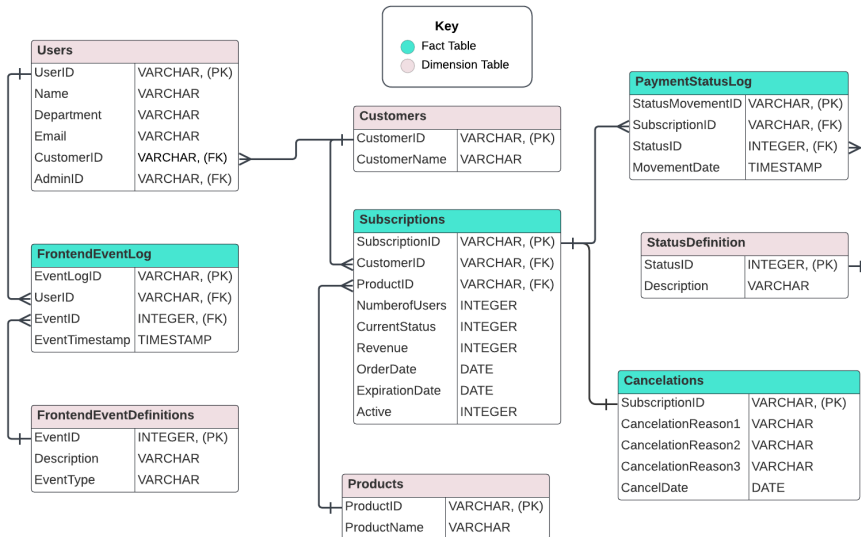 Key
Fact Table
Dimension Table
Users
UserID VARCHAR, (PK)
Name VARCHAR
Department VARCHAR
Email VARCHAR
CustomerID VARCHAR, (FK)
AdminID VARCHAR, (FK)
FrontendEventLog
EventLogID VARCHAR, (PK)
UserID VARCHAR, (FK)
EventID INTEGER, (FK)
EventTimestamp TIMESTAMP
FrontendEventDefinitions
EventID INTEGER, (PK)
Description VARCHAR
EventType VARCHAR
Customers
CustomerID VARCHAR, (PK)
CustomerName VARCHAR
Subscriptions
SubscriptionID VARCHAR, (PK)
CustomerID VARCHAR, (FK)
ProductID VARCHAR, (FK)
NumberofUsers INTEGER
CurrentStatus INTEGER
Revenue INTEGER
OrderDate DATE
ExpirationDate DATE
Active INTEGER
Products
ProductID VARCHAR, (PK)
ProductName VARCHAR
PaymentStatusLog
StatusMovementID VARCHAR, (PK)
SubscriptionID VARCHAR, (FK)
StatusID INTEGER, (FK)
MovementDate TIMESTAMP
StatusDefinition
StatusID INTEGER, (PK)
Description VARCHAR
Cancelations
SubscriptionID VARCHAR, (PK)
CancelationReason1 VARCHAR
CancelationReason2 VARCHAR
CancelationReason3 VARCHAR
CancelDate DATE